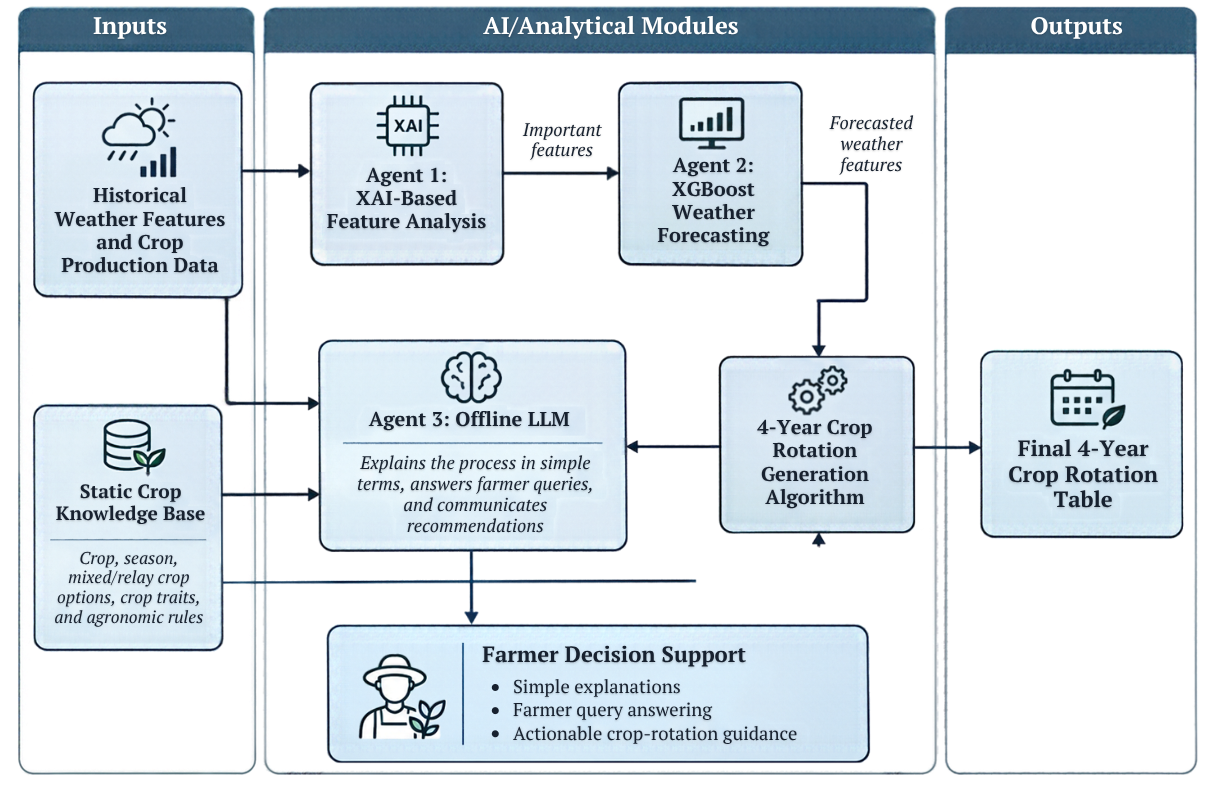 Inputs
AI/Analytical Modules
Outputs
Historical
Weather Features
and Crop
Production Data
XAI
Agent 1:
XAI-Based
Feature Analysis
Important
features
Agent 2:
XGBoost
Weather
Forecasting
Forecasted
weather
features
Static Crop
Knowledge Base
Crop, season,
mixed/relay crop
options, crop traits,
and agronomic rules
Agent 3: Offline LLM
Explains the process in simple
terms, answers farmer queries,
and communicates
recommendations
4-Year Crop
Rotation
Generation
Algorithm
Final 4-Year
Crop Rotation
Table
Farmer Decision Support
• Simple explanations
• Farmer query answering
• Actionable crop-rotation guidance